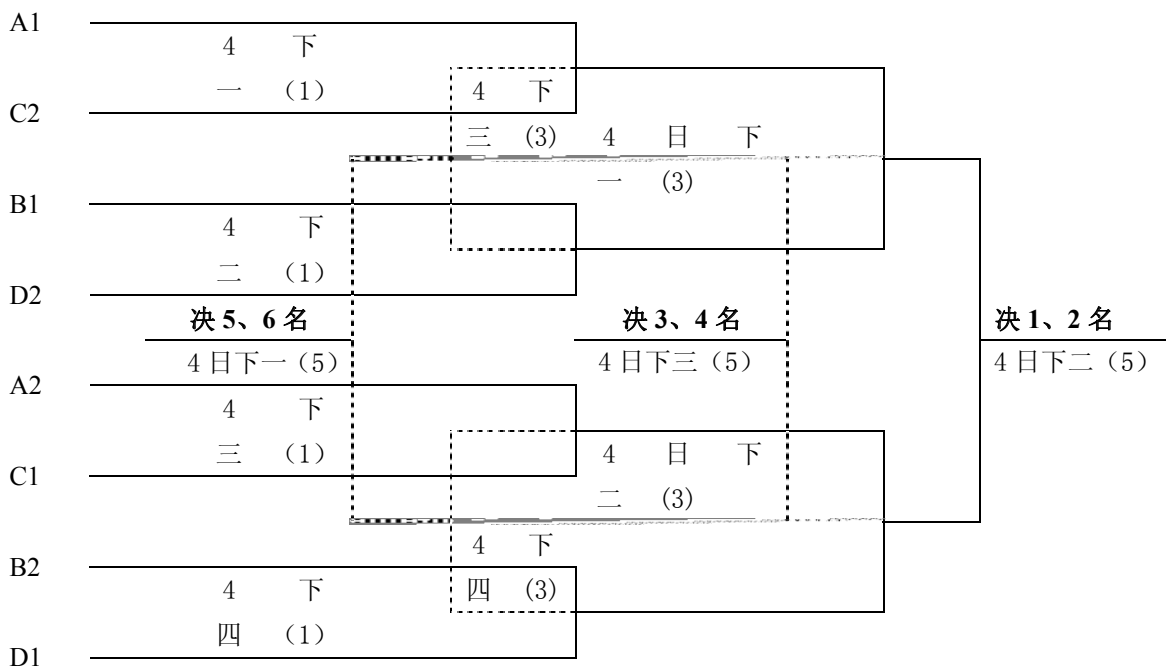 A1
4 下
一 （1）
C2
4 下
三 (3)
4 日 下
一 (3)
B1
4 下
二 （1）
D2
决 5、6 名
4 日下一（5）
决 3、4 名
4 日下三（5）
决 1、2 名
4 日下二（5）
A2
4 下
三 （1）
C1
4 日 下
二 (3)
4 下
四 (3)
B2
4 下
四 （1）
D1